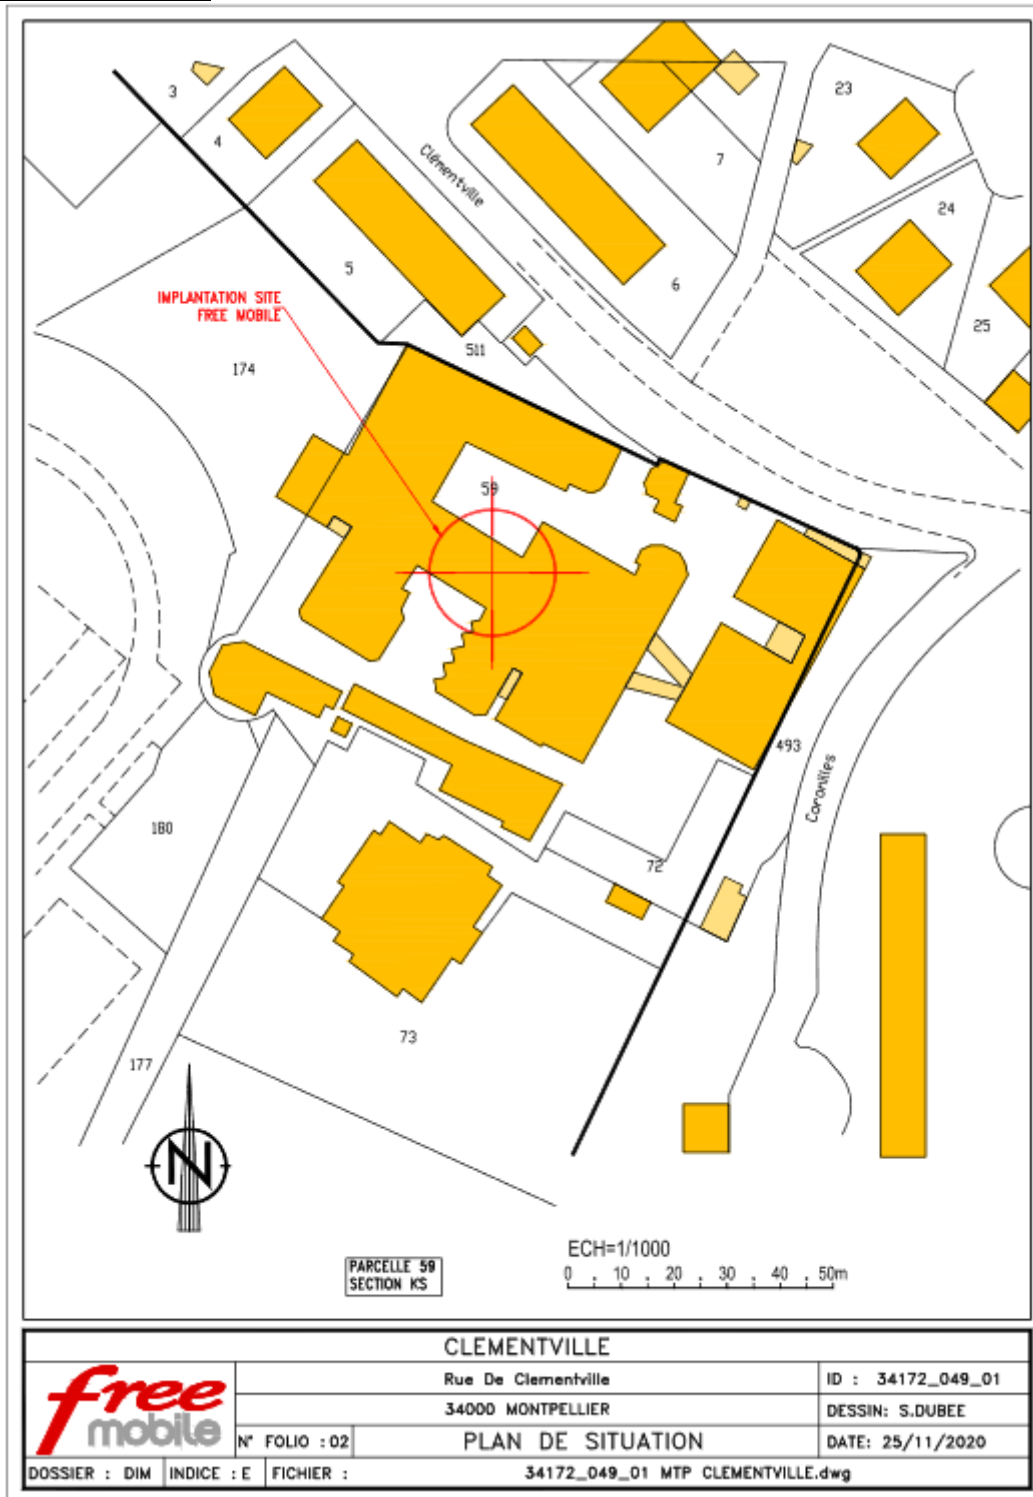 3
4
Clémentville
7
23
24
5
6
25
IMPLANTATION SITE
FREE MOBILE
511
174
59
493
Coronilles
180
72
73
177
N
ECH=1/1000
0 10 20 30 40 50m
PARCELLE 59
SECTION KS
CLEMENTVILLE
free
mobile
Rue De Clementville
ID : 34172_049_01
34000 MONTPELLIER
DESSIN: S.DUBEE
N° FOLIO : 02
PLAN DE SITUATION
DATE: 25/11/2020
DOSSIER : DIM
INDICE : E
FICHIER :
34172_049_01 MTP CLEMENTVILLE.dwg